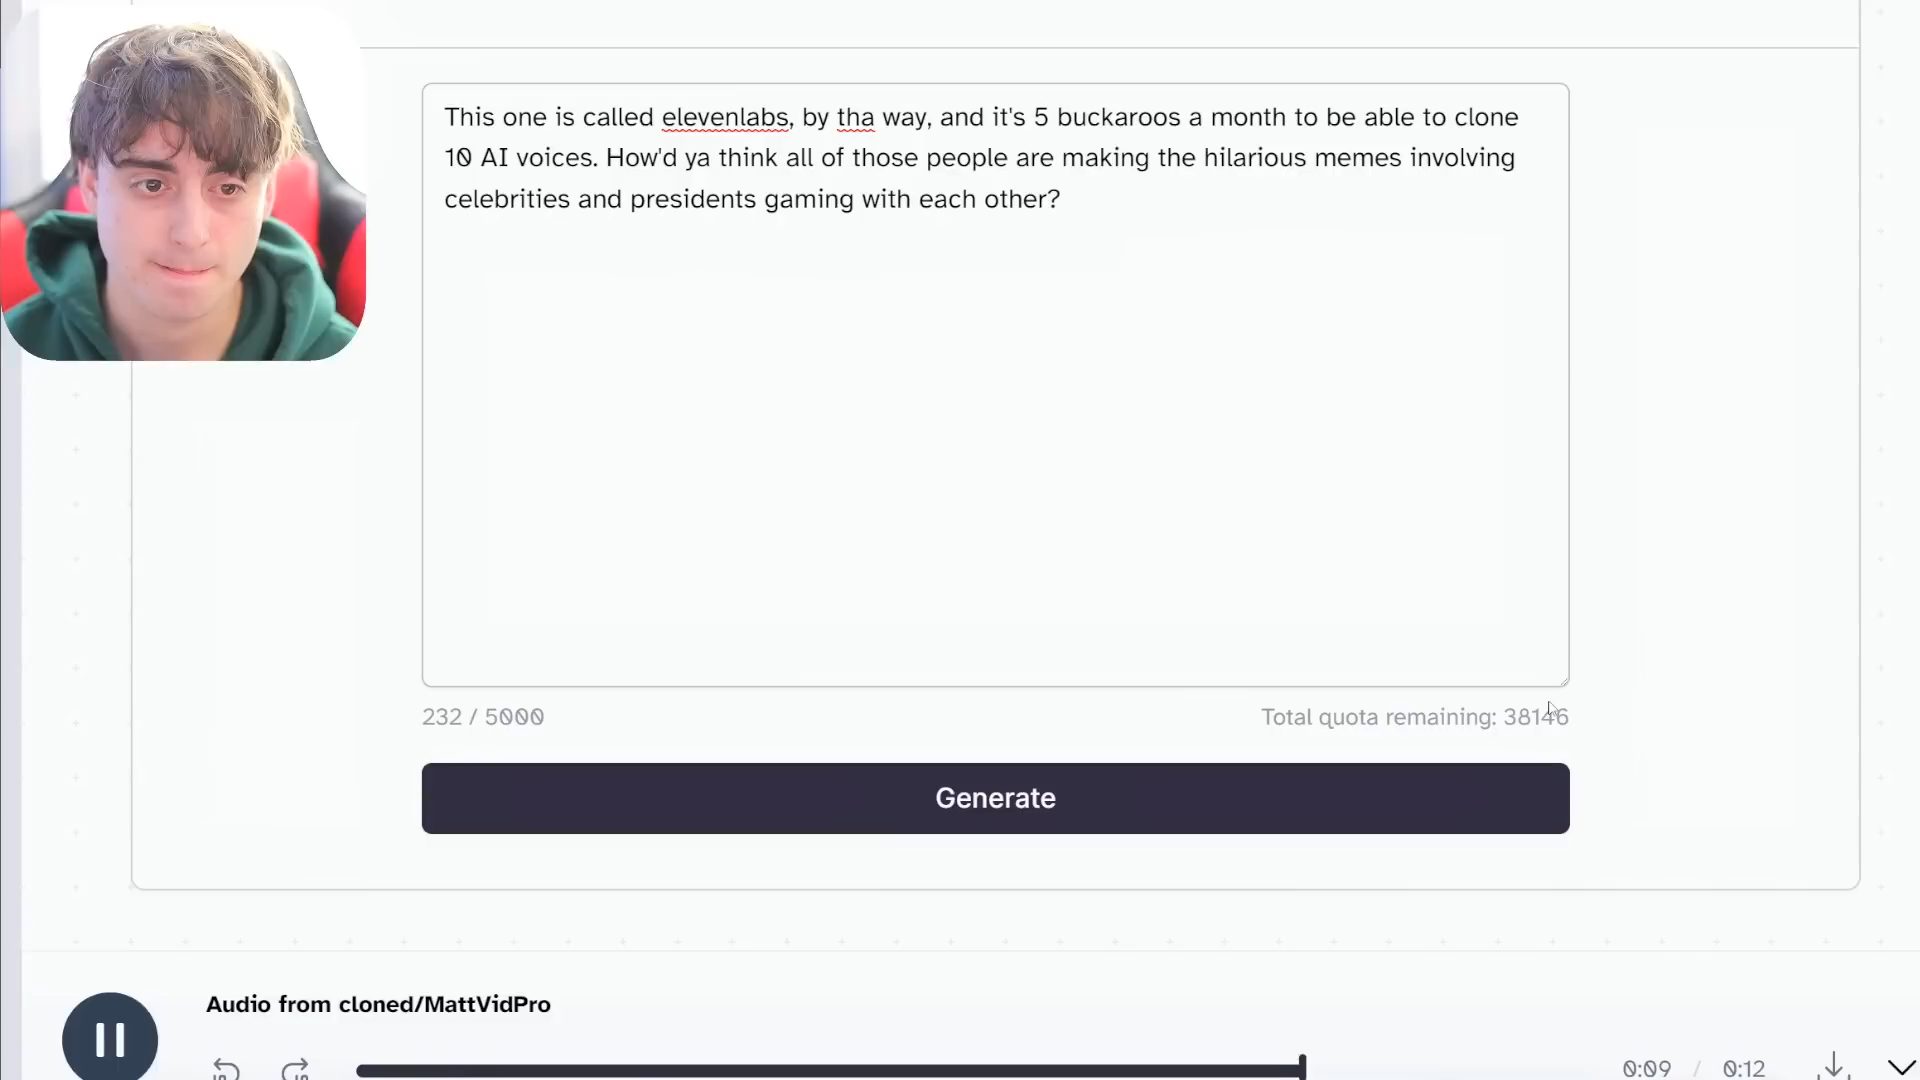 This one is called elevenlabs, by tha way, and it's 5 buckaroos a month to be able to clone
10 AI voices. How'd ya think all of those people are making the hilarious memes involving
celebrities and presidents gaming with each other?
232 / 5000
Total quota remaining: 38146
Generate
Audio from cloned/MattVidPro
0:09 / 0:12